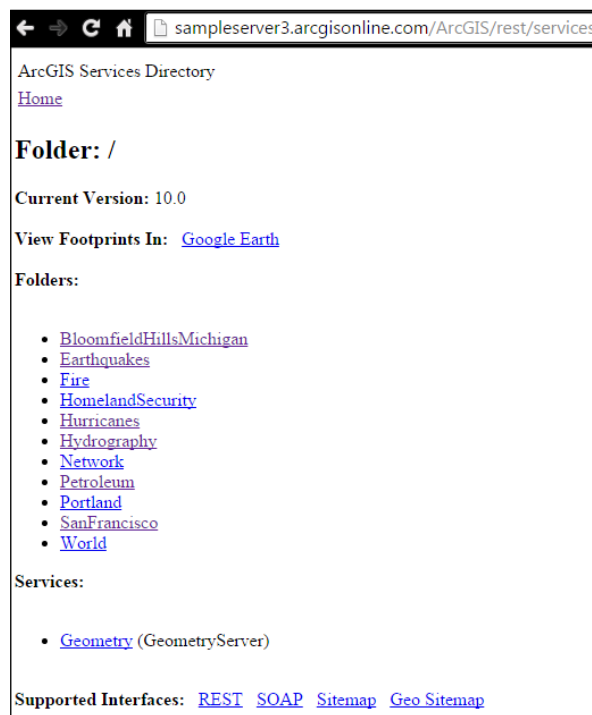 sampleserver3.arcgisonline.com/ArcGIS/rest/services
ArcGIS Services Directory
Home
Folder: /
Current Version: 10.0
View Footprints In: Google Earth
Folders:
• BloomfieldHillsMichigan
• Earthquakes
• Fire
• HomelandSecurity
• Hurricanes
• Hydrography
• Network
• Petroleum
• Portland
• SanFrancisco
• World
Services:
• Geometry (GeometryServer)
Supported Interfaces: REST SOAP Sitemap Geo Sitemap